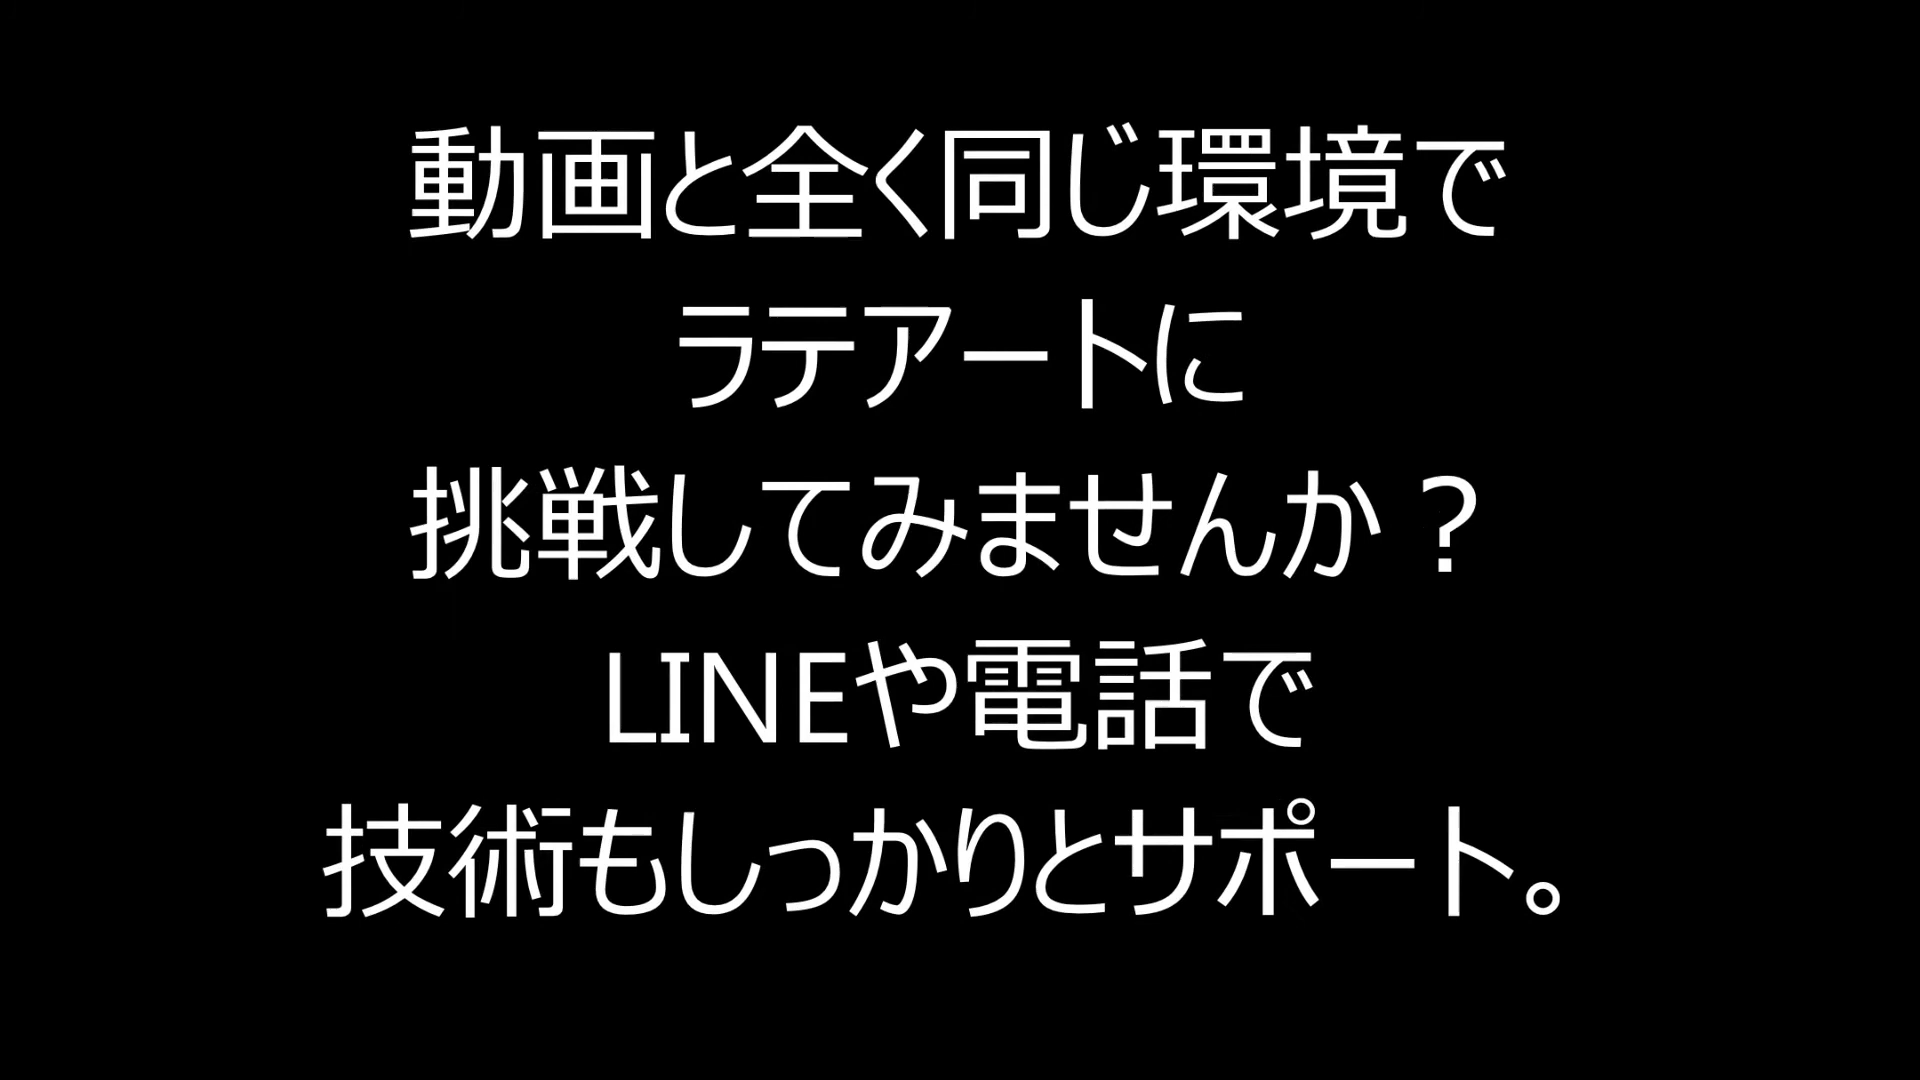 動画と全く同じ環境で
ラテアートに
挑戦してみませんか？
LINEや電話で
技術もしっかりとサポート。